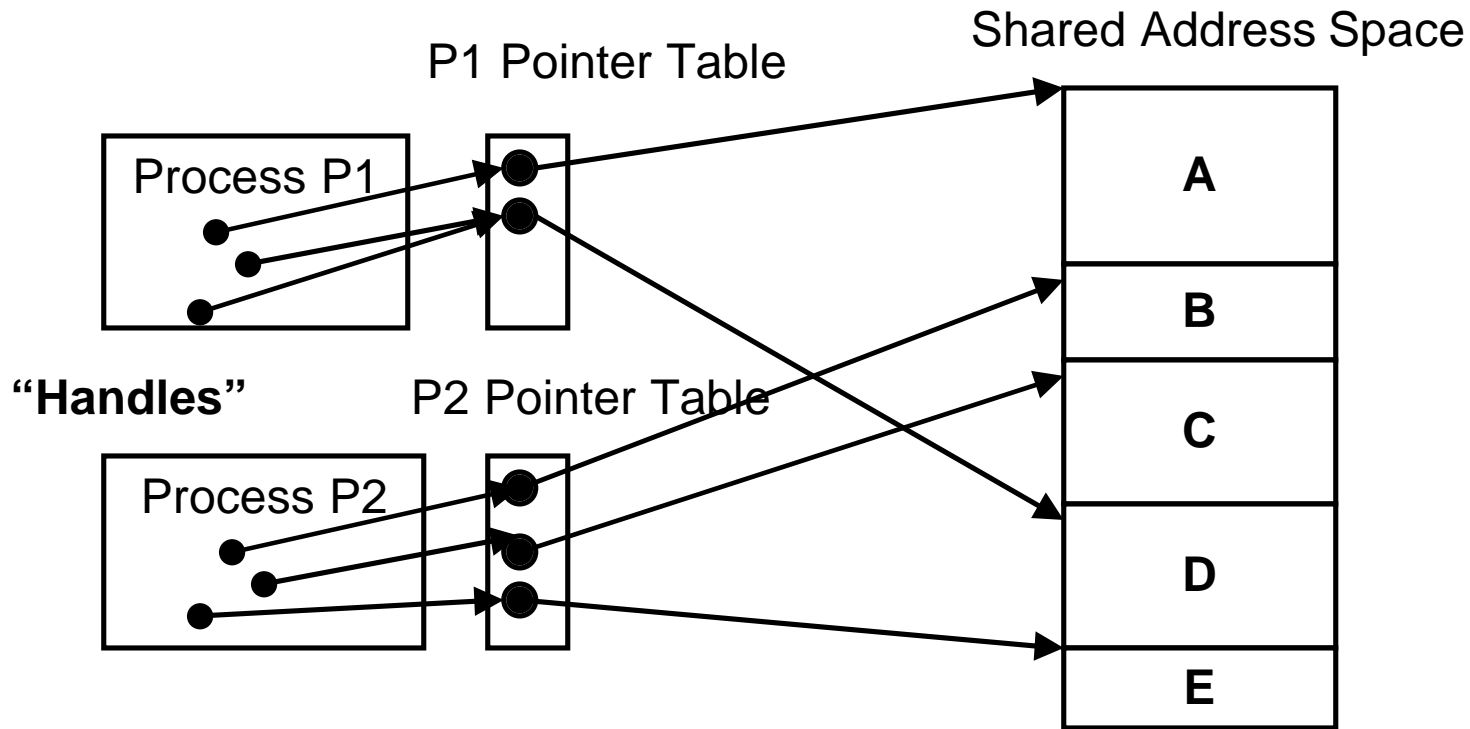 Shared Address Space
P1 Pointer Table
Process P1
A
B
“Handles”
P2 Pointer Table
C
Process P2
D
E